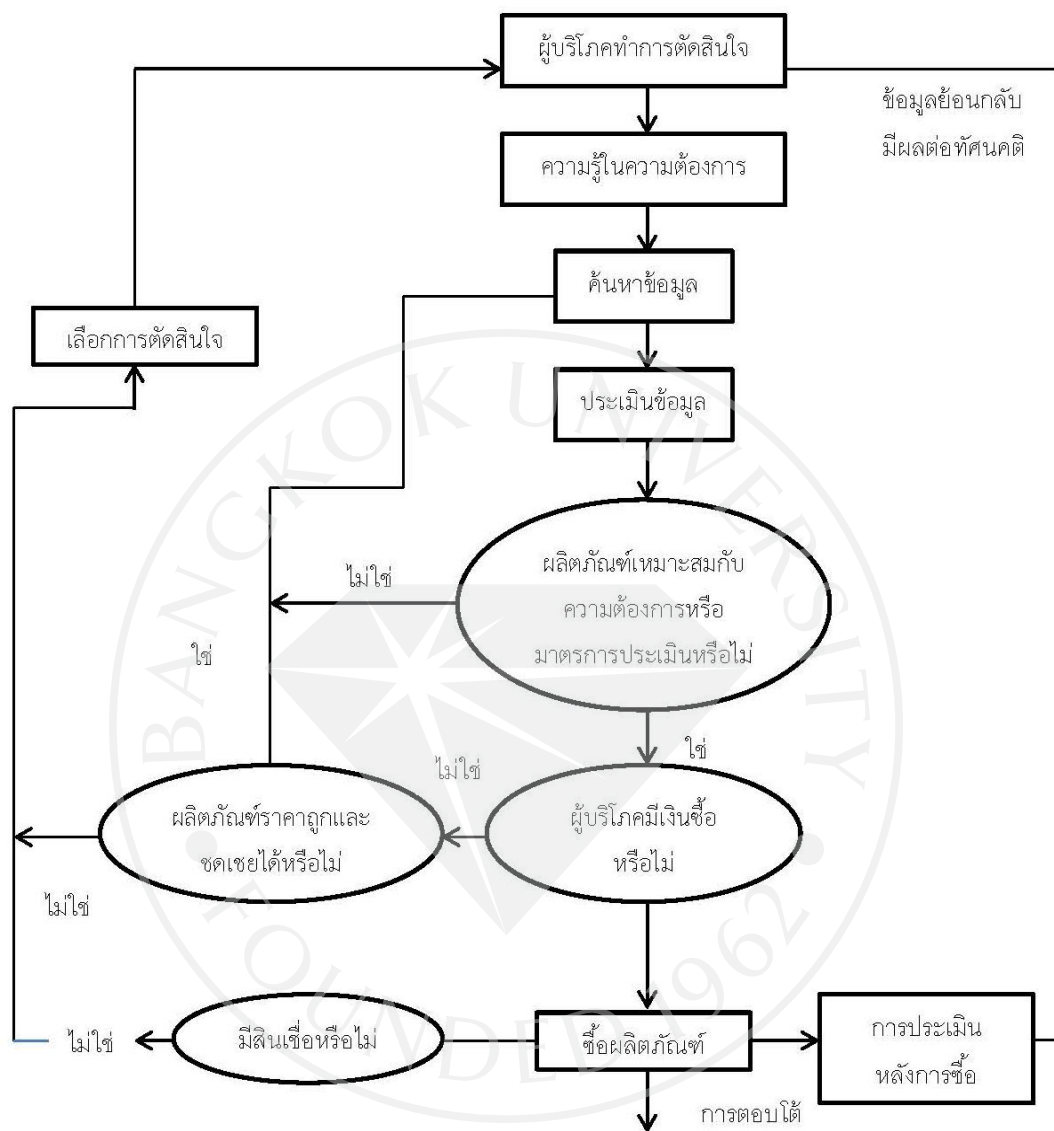 ผู้บริโภคทำการตัดสินใจ
ข้อมูลย้อนกลับ
มีผลต่อทัศนคติ
ความรู้ในความต้องการ
ค้นหาข้อมูล
เลือกการตัดสินใจ
ประเมินข้อมูล
ผลิตภัณฑ์เหมาะสมกับ
ความต้องการหรือ
มาตรการประเมินหรือไม่
ไม่ใช่
ใช่
ใช่
ไม่ใช่
ผู้บริโภคมีเงินซื้อ
หรือไม่
ผลิตภัณฑ์ราคาถูกและ
ชดเชยได้หรือไม่
ไม่ใช่
ไม่ใช่
มีสินเชื่อหรือไม่
ซื้อผลิตภัณฑ์
การประเมิน
หลังการซื้อ
การตอบโต้
BANGKOK UNIVERSITY
FOUNDED 1962